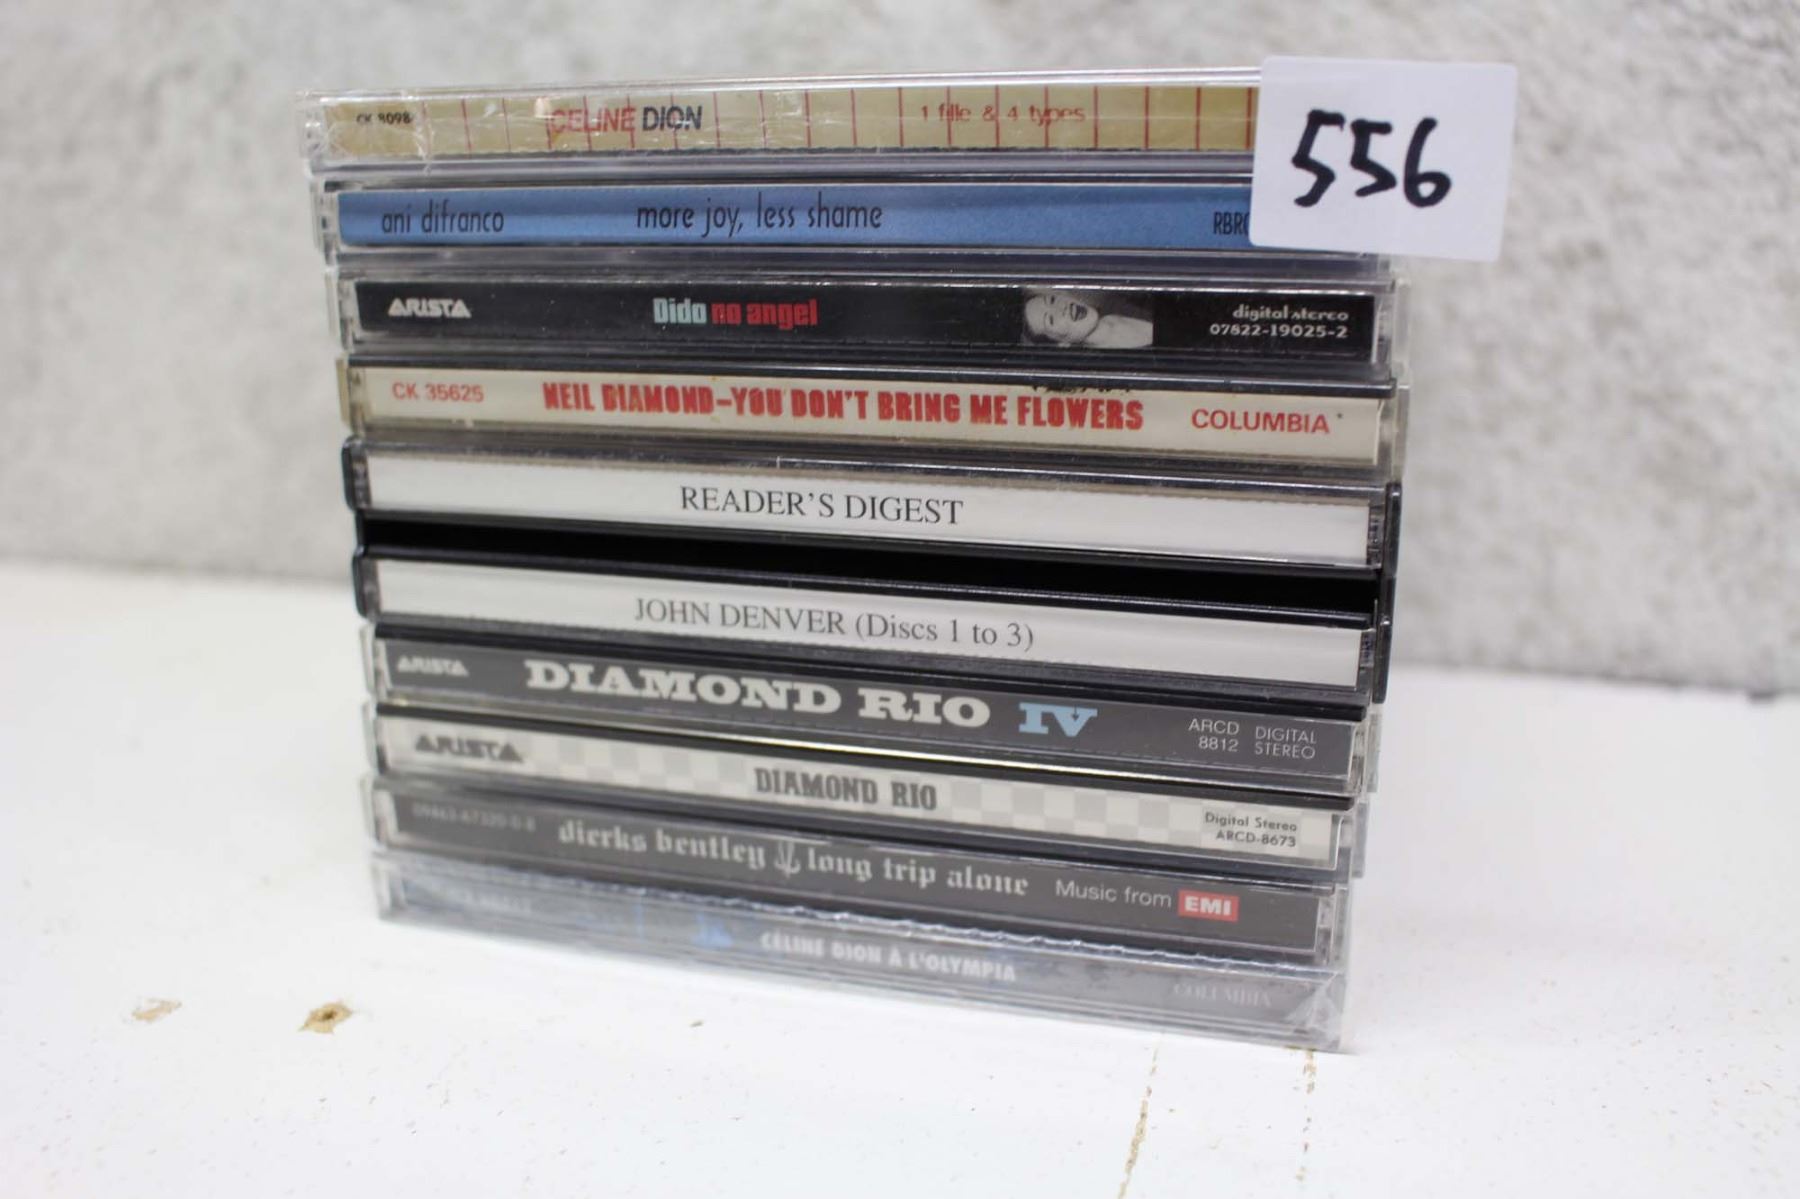 CK 8098 CELINE DION 1 fille & 4 types
556
ani difranco more joy, less shame RBR
ARISTA Dido no angel digital stereo
07822-19025-2
CK 35625 NEIL DIAMOND-YOU DON'T BRING ME FLOWERS COLUMBIA
READER'S DIGEST
JOHN DENVER (Discs 1 to 3)
ARISTA DIAMOND RIO IV ARCD DIGITAL
8812 STEREO
ARISTA DIAMOND RIO Digital Stereo
ARCD-8673
dierks bentley long trip alone Music from EMI
CÉLINE DION À L'OLYMPIA COLUMBIA